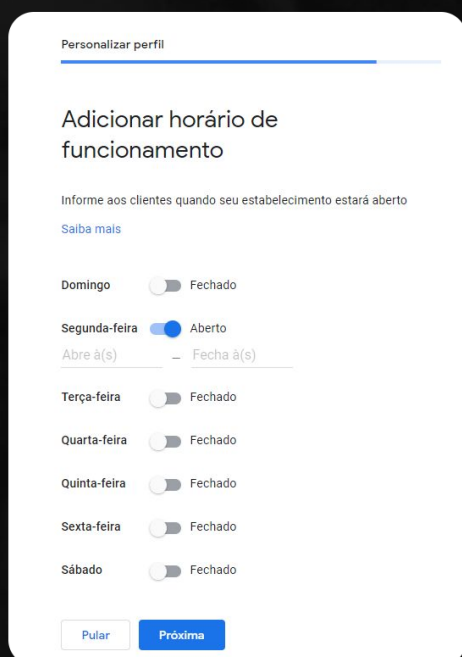 Personalizar perfil
Adicionar horário de
funcionamento
Informe aos clientes quando seu estabelecimento estará aberto
Saiba mais
Domingo Fechado
Segunda-feira Aberto
Abre à(s) – Fecha à(s)
Terça-feira Fechado
Quarta-feira Fechado
Quinta-feira Fechado
Sexta-feira Fechado
Sábado Fechado
Pular Próxima